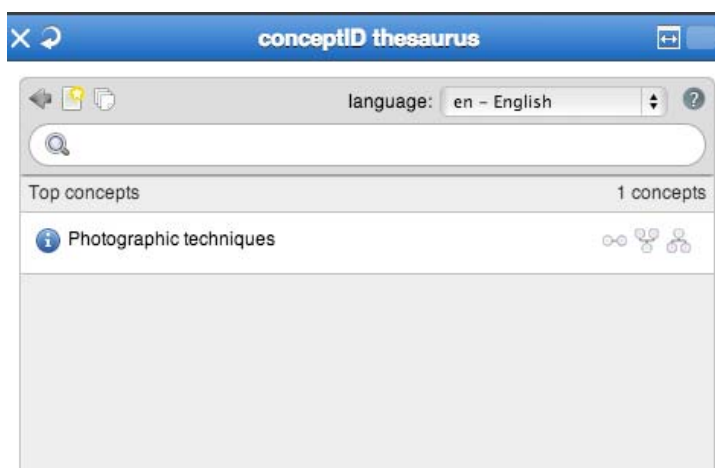 conceptID thesaurus
language: en – English
Top concepts 1 concepts
Photographic techniques